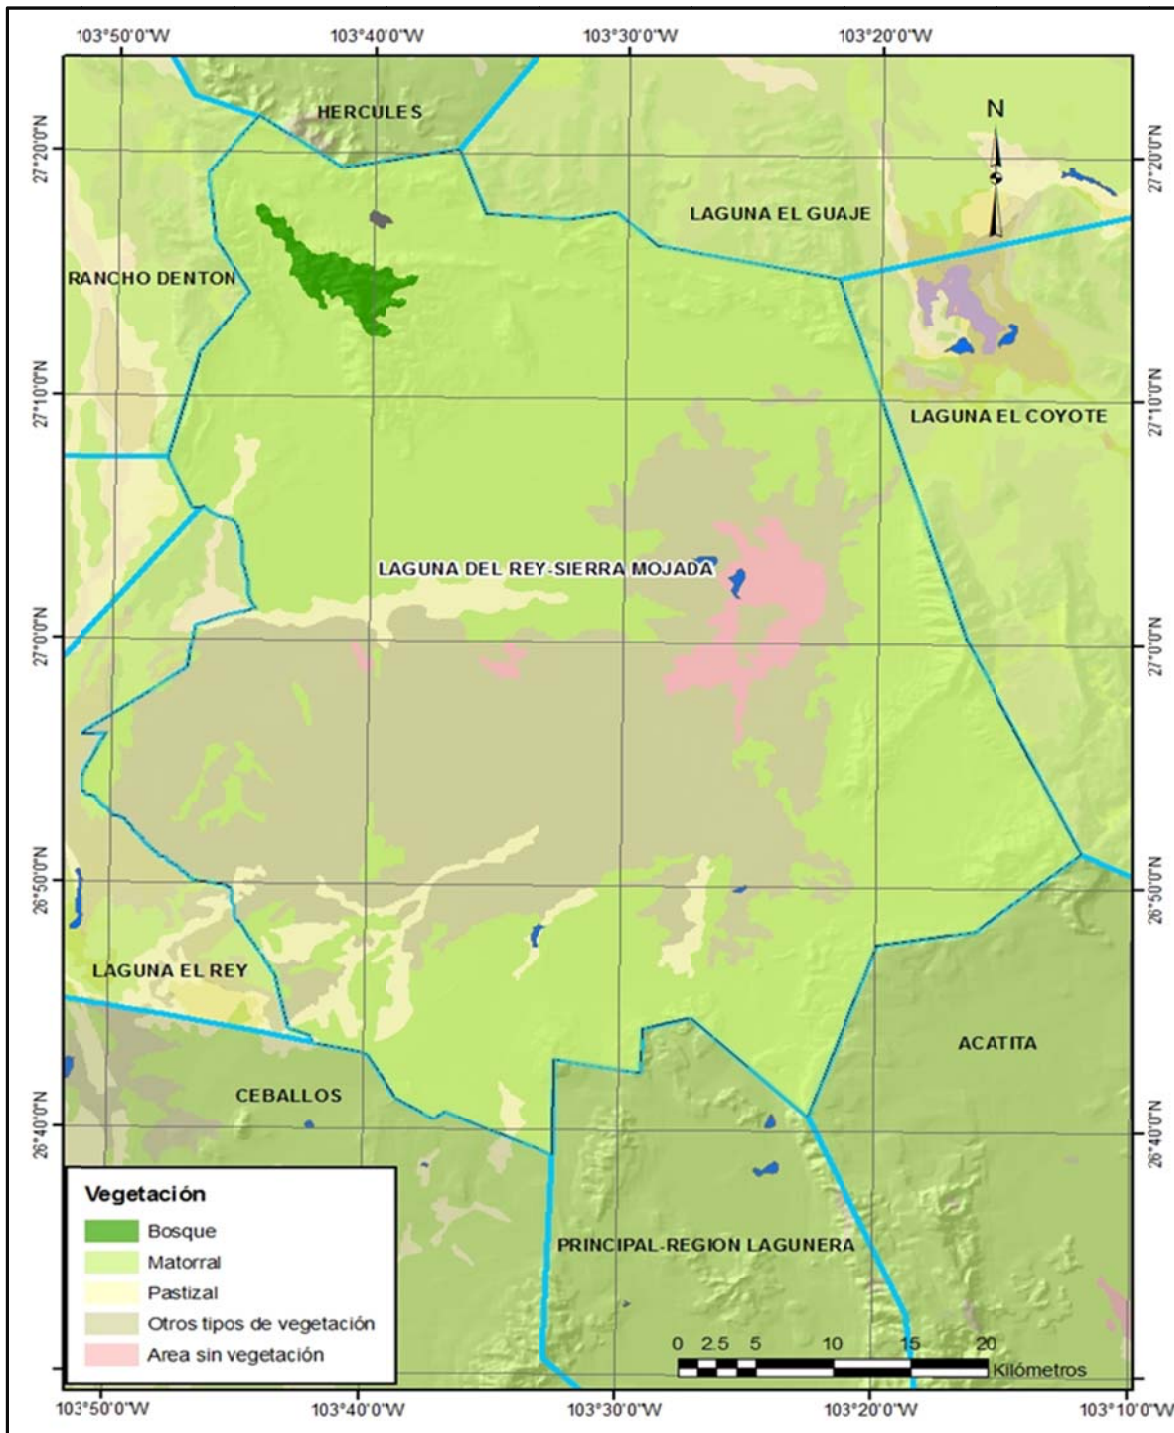 103°50'0"W 103°40'0"W 103°30'0"W 103°20'0"W
HERCULES
N
27°20'0"N
27°20'0"N
LAGUNA EL GUAJE
RANCHO DENTON
27°10'0"N
27°10'0"N
LAGUNA EL COYOTE
LAGUNA DEL REY-SIERRA MOJADA
27°0'0"N
27°0'0"N
26°50'0"N
26°50'0"N
LAGUNA EL REY
ACATITA
CEBALLOS
26°40'0"N
26°40'0"N
Vegetación
Bosque
Matorral
Pastizal
Otros tipos de vegetación
Area sin vegetación
PRINCIPAL-REGION LAGUNERA
0 2.5 5 10 15 20
Kilómetros
103°50'0"W 103°40'0"W 103°30'0"W 103°20'0"W 103°10'0"W